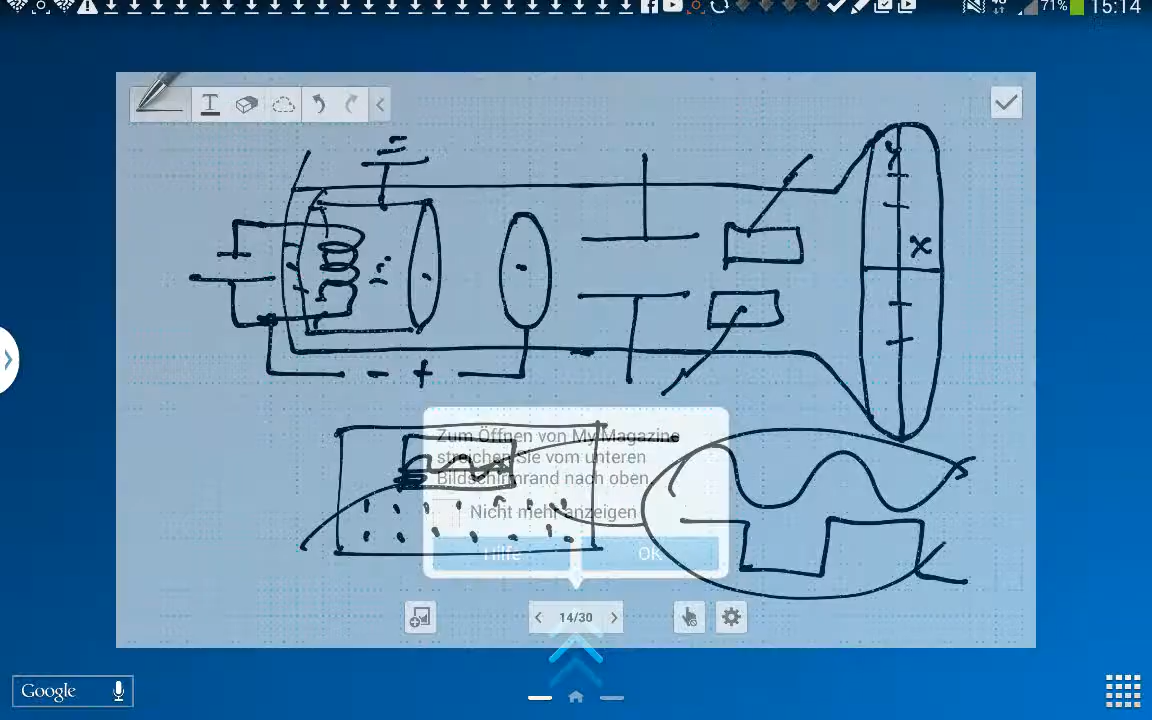 71% 15:14
T
y
x
- +
Zum Öffnen von My Magazine
streichen Sie vom unteren
Bildschirmrand nach oben.
Nicht mehr anzeigen
Hilfe OK
14/30
Google